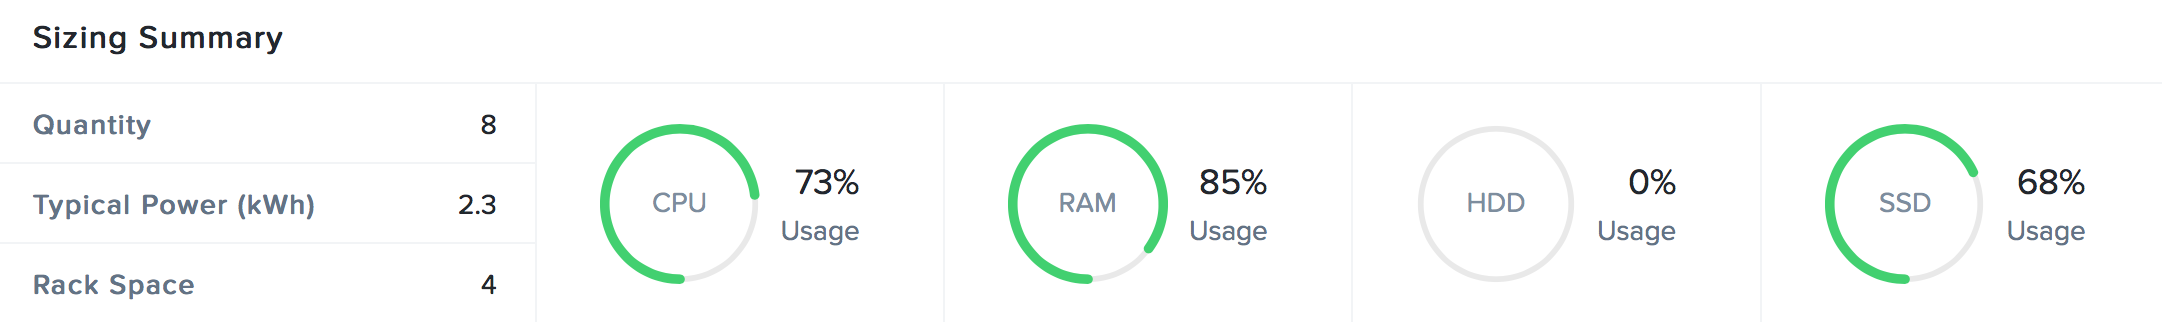 Sizing Summary
Quantity 8
Typical Power (kWh) 2.3
Rack Space 4
CPU 73% Usage
RAM 85% Usage
HDD 0% Usage
SSD 68% Usage